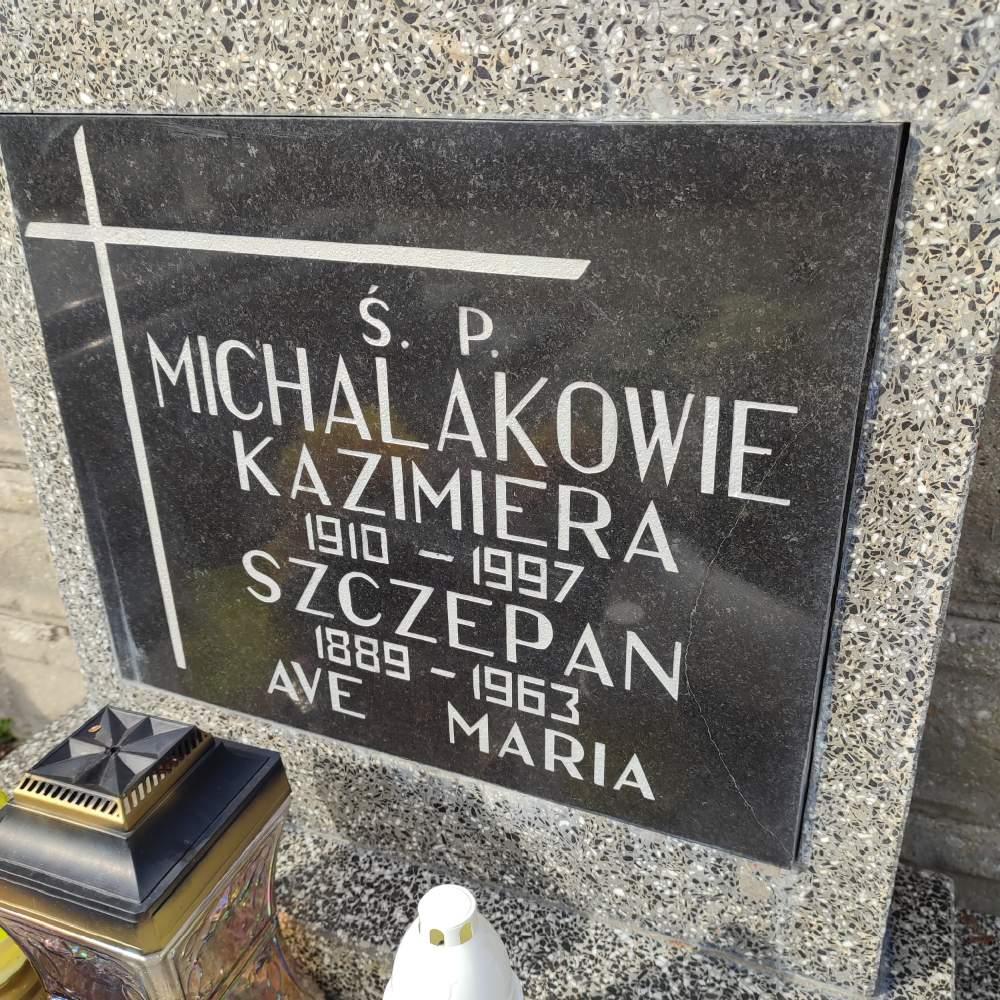 Ś. P.
MICHALAKOWIE
KAZIMIERA
1910 – 1997
SZCZEPAN
1889 – 1963
AVE MARIA